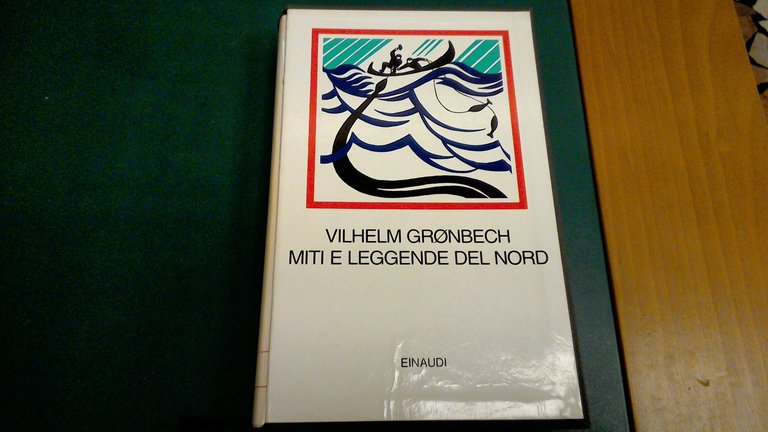 VILHELM GRØNBECH
MITI E LEGGENDE DEL NORD
EINAUDI